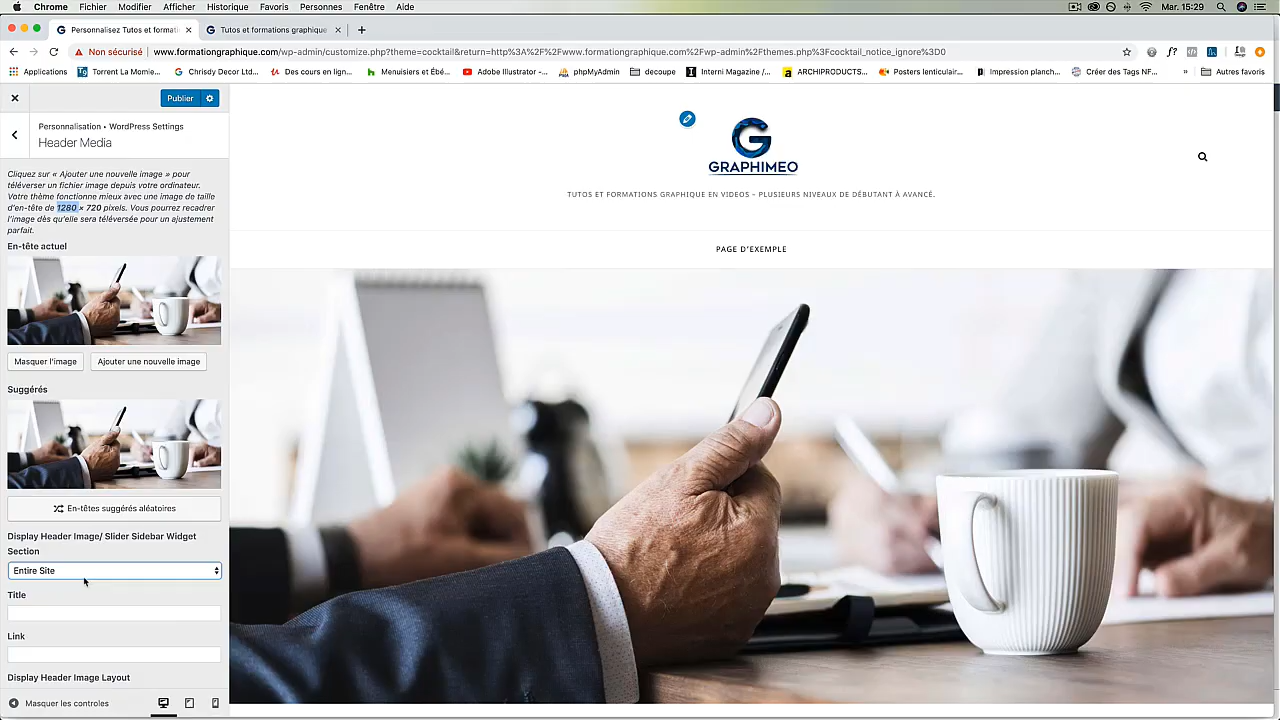 Chrome Fichier Modifier Afficher Historique Favoris Personnes Fenêtre Aide Mar. 15:29
Personnalisez Tutos et formati
Tutos et formations graphique
Non sécurisé www.formationgraphique.com/wp-admin/customize.php?theme=cocktail&return=http%3A%2F%2Fwww.formationgraphique.com%2Fwp-admin%2Fthemes.php%3Fcocktail_notice_ignore%3D0
Applications Torrent La Momie... Chrisdy Decor Ltd... Des cours en lign... Menuisiers et Ébé... Adobe Illustrator -... phpMyAdmin decoupe Interni Magazine /... ARCHIPRODUCTS... Posters lenticulair... Impression planch... Créer des Tags NF... » Autres favoris
Publier
Personnalisation • WordPress Settings
Header Media
Cliquez sur « Ajouter une nouvelle image » pour
téléverser un fichier image depuis votre ordinateur.
Votre thème fonctionne mieux avec une image de taille
d'en-tête de 1280 × 720 pixels. Vous pourrez recadrer
l'image dès qu'elle sera téléversée pour un ajustement
parfait.
En-tête actuel
Masquer l'image
Ajouter une nouvelle image
Suggérés
En-têtes suggérés aléatoires
Display Header Image/ Slider Sidebar Widget
Section
Entire Site
Title
Link
Display Header Image Layout
Masquer les controles
GRAPHIMEO
TUTOS ET FORMATIONS GRAPHIQUE EN VIDEOS – PLUSIEURS NIVEAUX DE DÉBUTANT À AVANCÉ.
PAGE D'EXEMPLE